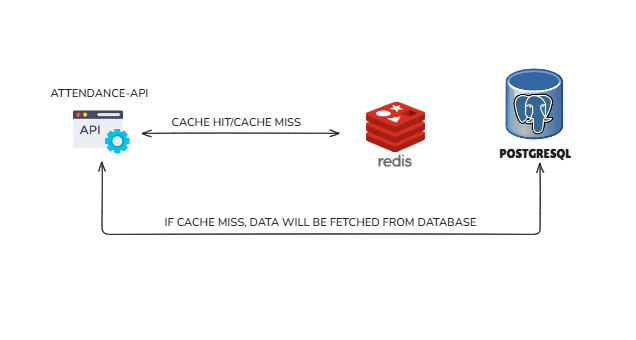 ATTENDANCE-API
API
CACHE HIT/CACHE MISS
redis
POSTGRESQL
IF CACHE MISS, DATA WILL BE FETCHED FROM DATABASE